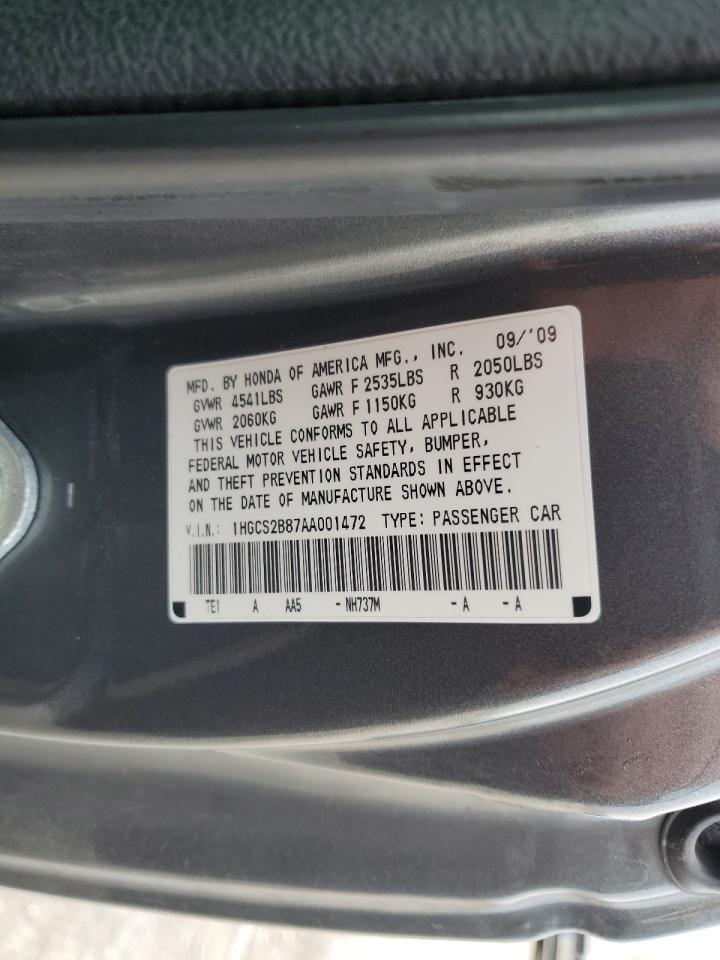 MFD. BY HONDA OF AMERICA MFG., INC. 09/'09
GVWR 4541LBS GAWR F 2535LBS R 2050LBS
GVWR 2060KG GAWR F 1150KG R 930KG
THIS VEHICLE CONFORMS TO ALL APPLICABLE
FEDERAL MOTOR VEHICLE SAFETY, BUMPER,
AND THEFT PREVENTION STANDARDS IN EFFECT
ON THE DATE OF MANUFACTURE SHOWN ABOVE.
V.I.N.: 1HGCS2B87AA001472 TYPE: PASSENGER CAR
TE1 A AA5 - NH737M - A - A